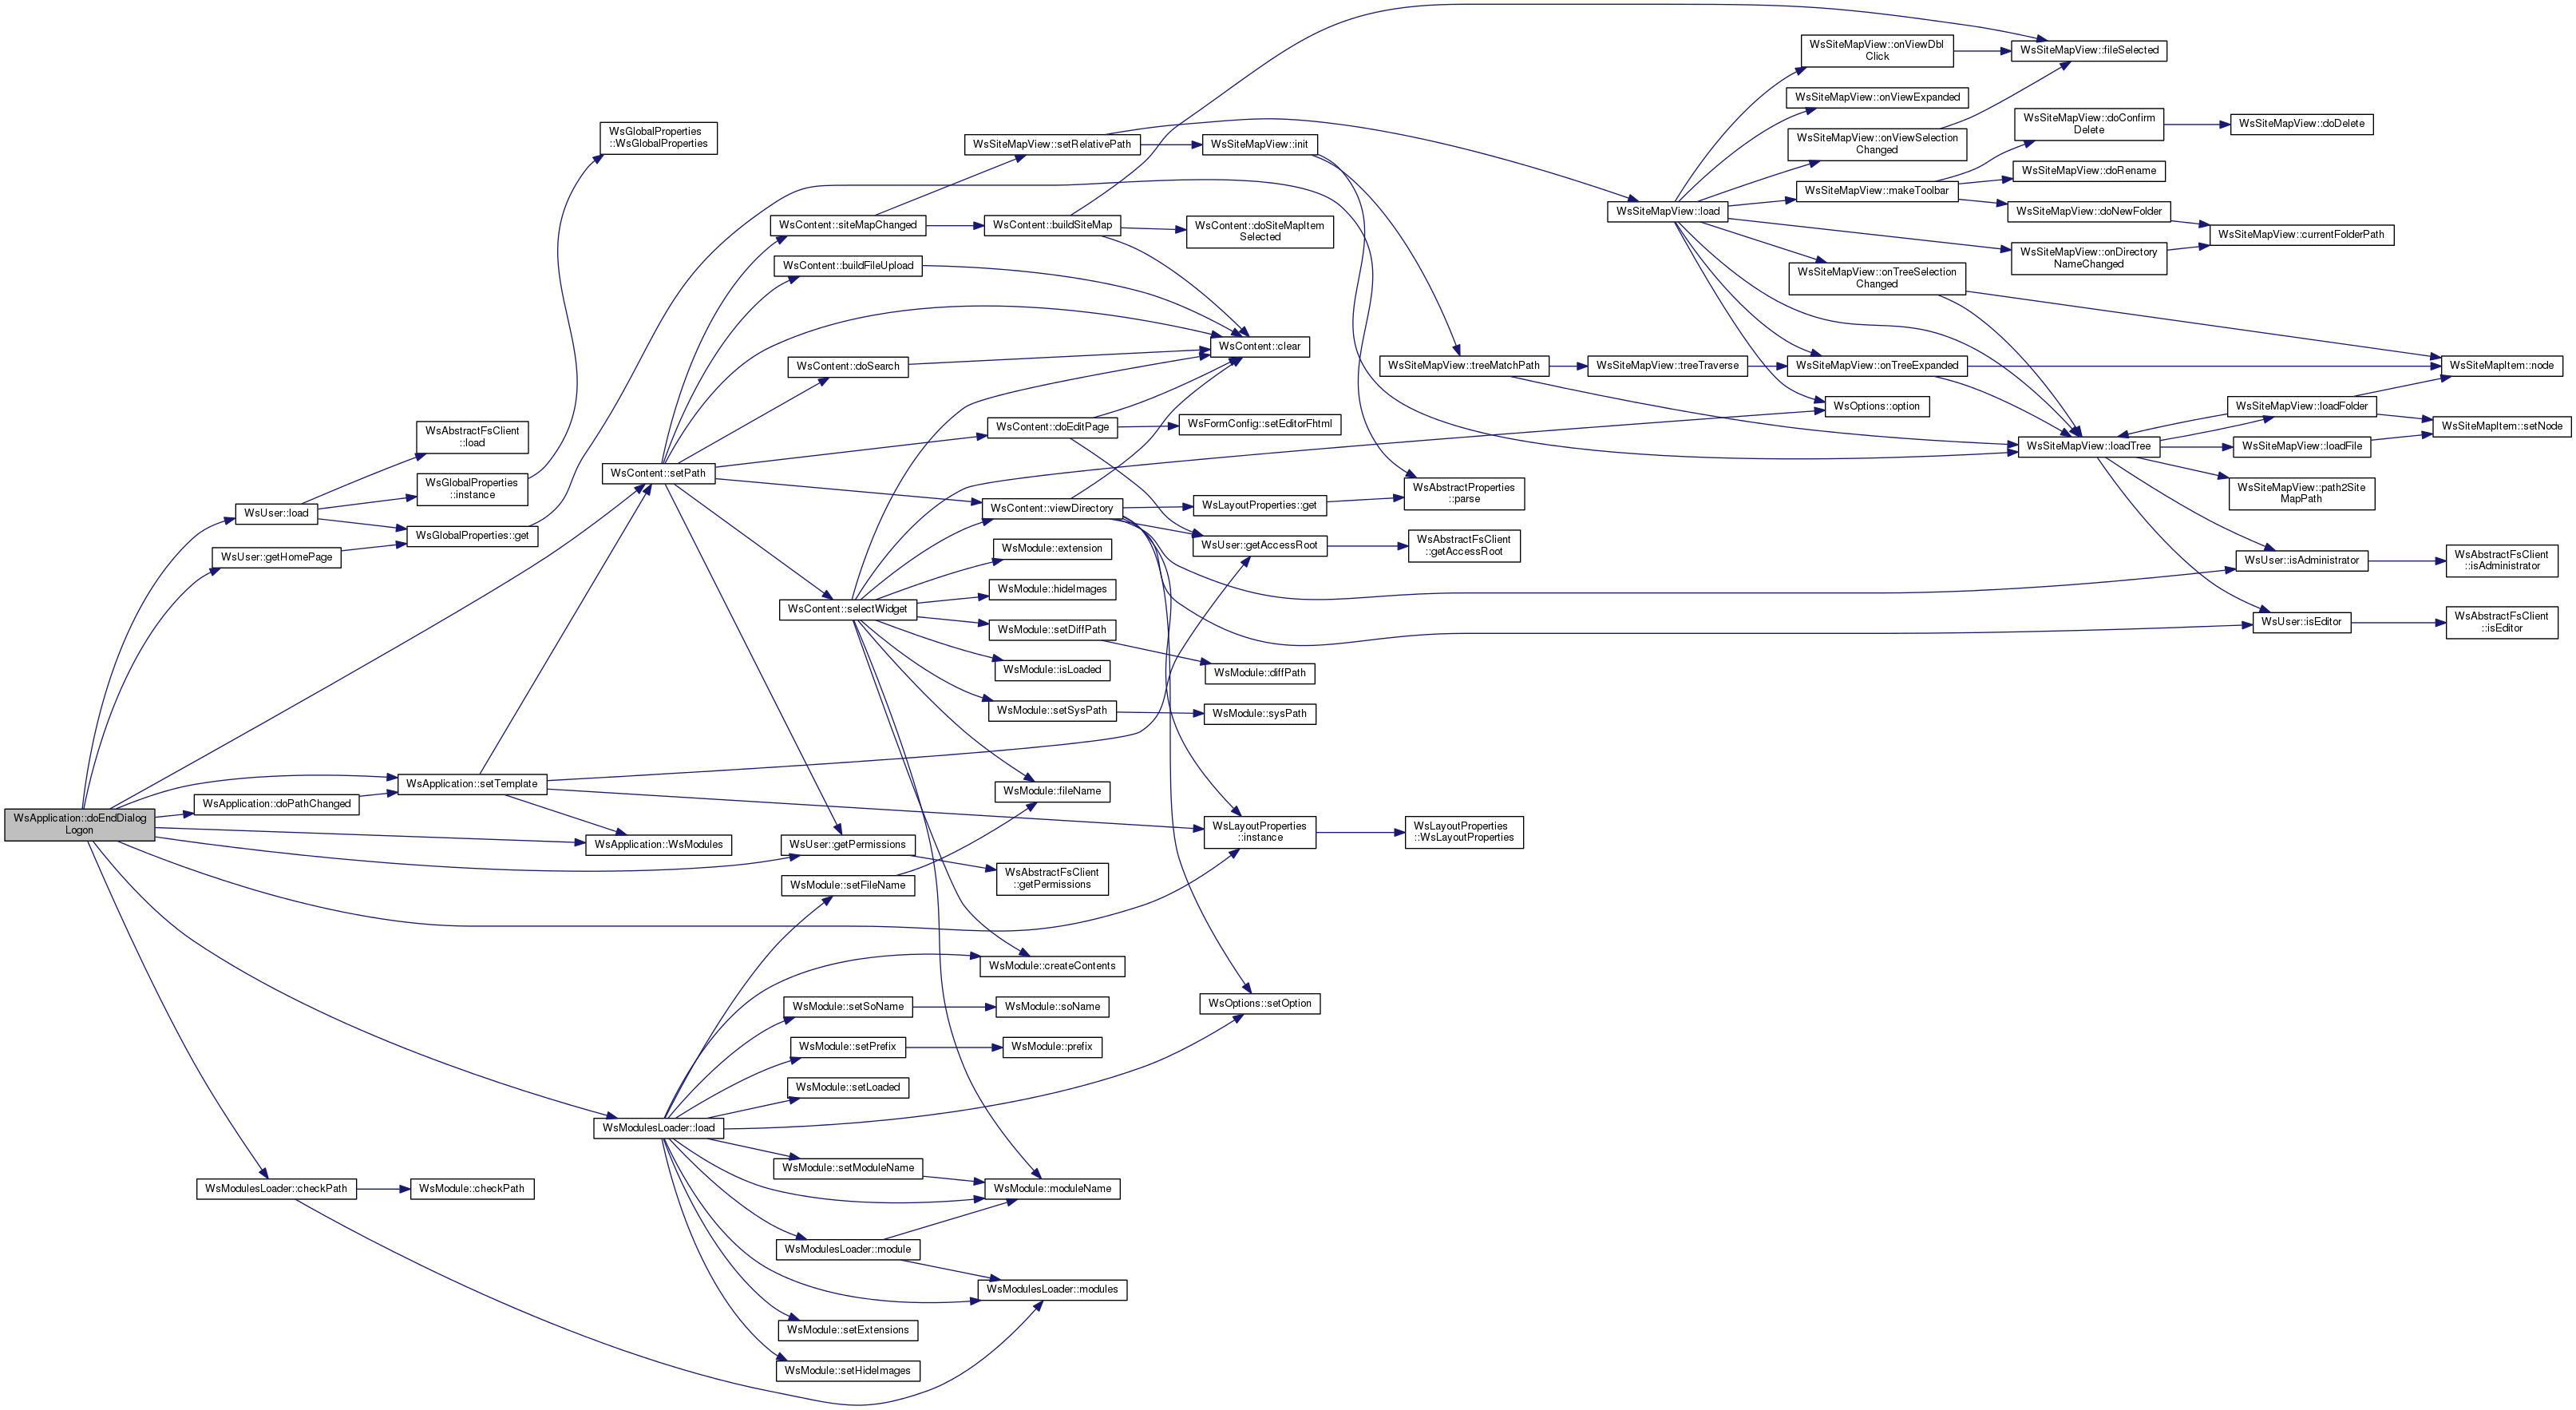 WsApplication::doEndDialog
Logon
WsUser::load
WsUser::getHomePage
WsApplication::doPathChanged
WsModulesLoader::checkPath
WsAbstractFsClient
::load
WsGlobalProperties
::instance
WsGlobalProperties::get
WsApplication::setTemplate
WsModule::checkPath
WsGlobalProperties
::WsGlobalProperties
WsContent::setPath
WsApplication::WsModules
WsModulesLoader::load
WsContent::siteMapChanged
WsContent::buildFileUpload
WsContent::doSearch
WsContent::selectWidget
WsUser::getPermissions
WsModule::setFileName
WsModule::setSoName
WsModule::setPrefix
WsModule::setLoaded
WsModule::setModuleName
WsModulesLoader::module
WsModule::setExtensions
WsModule::setHideImages
WsSiteMapView::setRelativePath
WsContent::buildSiteMap
WsContent::doEditPage
WsContent::viewDirectory
WsModule::extension
WsModule::hideImages
WsModule::setDiffPath
WsModule::isLoaded
WsModule::setSysPath
WsModule::fileName
WsAbstractFsClient
::getPermissions
WsModule::createContents
WsModule::soName
WsModule::prefix
WsModule::moduleName
WsModulesLoader::modules
WsSiteMapView::init
WsContent::doSiteMapItem
Selected
WsContent::clear
WsFormConfig::setEditorFhtml
WsLayoutProperties::get
WsUser::getAccessRoot
WsModule::diffPath
WsModule::sysPath
WsLayoutProperties
::instance
WsOptions::setOption
WsSiteMapView::treeMatchPath
WsAbstractProperties
::parse
WsAbstractFsClient
::getAccessRoot
WsLayoutProperties
::WsLayoutProperties
WsSiteMapView::load
WsSiteMapView::treeTraverse
WsSiteMapView::onViewDbl
Click
WsSiteMapView::onViewExpanded
WsSiteMapView::onViewSelection
Changed
WsSiteMapView::makeToolbar
WsSiteMapView::onTreeSelection
Changed
WsSiteMapView::onTreeExpanded
WsOptions::option
WsSiteMapView::fileSelected
WsSiteMapView::doConfirm
Delete
WsSiteMapView::doRename
WsSiteMapView::doNewFolder
WsSiteMapView::onDirectory
NameChanged
WsSiteMapView::loadTree
WsSiteMapView::doDelete
WsSiteMapView::currentFolderPath
WsSiteMapView::loadFolder
WsSiteMapView::loadFile
WsSiteMapView::path2Site
MapPath
WsUser::isAdministrator
WsUser::isEditor
WsSiteMapItem::node
WsSiteMapItem::setNode
WsAbstractFsClient
::isAdministrator
WsAbstractFsClient
::isEditor